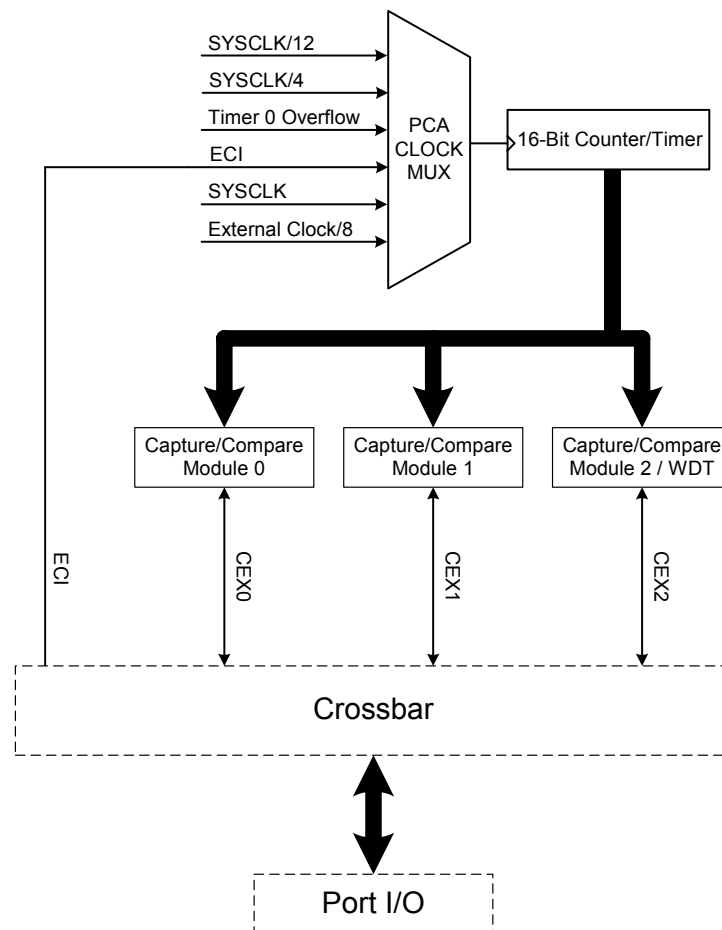 SYSCLK/12
SYSCLK/4
Timer 0 Overflow
ECI
SYSCLK
External Clock/8
PCA
CLOCK
MUX
16-Bit Counter/Timer
Capture/Compare
Module 0
Capture/Compare
Module 1
Capture/Compare
Module 2 / WDT
ECI
CEX0
CEX1
CEX2
Crossbar
Port I/O